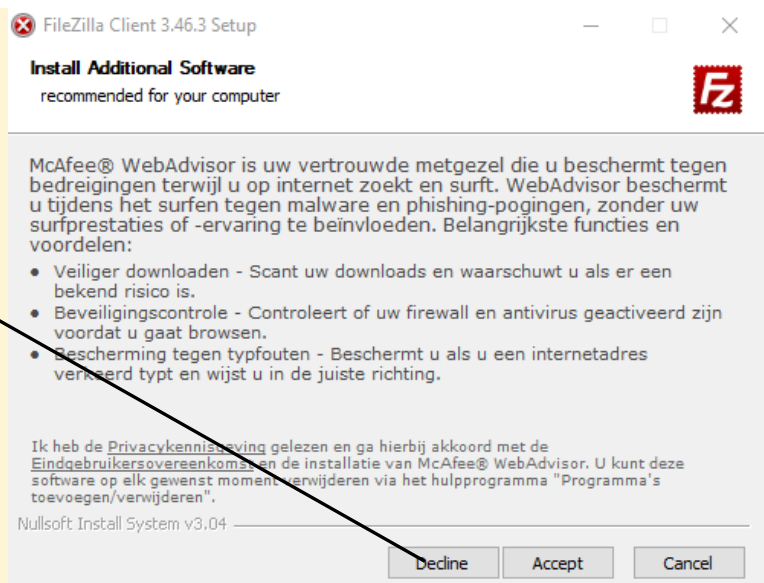 FileZilla Client 3.46.3 Setup
Install Additional Software
recommended for your computer
Fz
McAfee® WebAdvisor is uw vertrouwde metgezel die u beschermt tegen
bedreigingen terwijl u op internet zoekt en surft. WebAdvisor beschermt
u tijdens het surfen tegen malware en phishing-pogingen, zonder uw
surfprestaties of -ervaring te beïnvloeden. Belangrijkste functies en
voordelen:
• Veiliger downloaden - Scant uw downloads en waarschuwt u als er een
bekend risico is.
• Beveiligingscontrole - Controleert of uw firewall en antivirus geactiveerd zijn
voordat u gaat browsen.
• Bescherming tegen typfouten - Beschermt u als u een internetadres
verkeerd typt en wijst u in de juiste richting.
Ik heb de Privacykennisgeving gelezen en ga hierbij akkoord met de
Eindgebruikersovereenkomst en de installatie van McAfee® WebAdvisor. U kunt deze
software op elk gewenst moment verwijderen via het hulpprogramma "Programma's
toevoegen/verwijderen".
Nullsoft Install System v3.04
Decline Accept Cancel